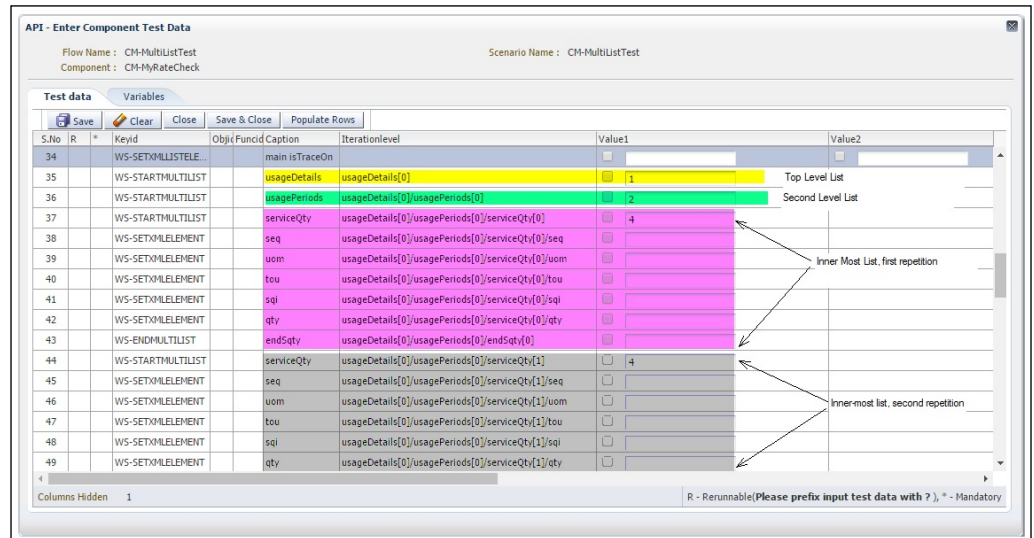 API - Enter Component Test Data
Flow Name : CM-MultiListTest Scenario Name : CM-MultiListTest
Component : CM-MyRateCheck
Test data Variables
Save Clear Close Save & Close Populate Rows
S.No R * Keyid Objic Funcid Caption Iterationlevel Value1 Value2
34 WS-SETXMLLISTELE... main isTraceOn
35 WS-STARTMULTILIST usageDetails usageDetails[0] 1 Top Level List
36 WS-STARTMULTILIST usagePeriods usageDetails[0]/usagePeriods[0] 2 Second Level List
37 WS-STARTMULTILIST serviceQty usageDetails[0]/usagePeriods[0]/serviceQty[0] 4
38 WS-SETXMLELEMENT seq usageDetails[0]/usagePeriods[0]/serviceQty[0]/seq
39 WS-SETXMLELEMENT uom usageDetails[0]/usagePeriods[0]/serviceQty[0]/uom Inner Most List, first repetition
40 WS-SETXMLELEMENT tou usageDetails[0]/usagePeriods[0]/serviceQty[0]/tou
41 WS-SETXMLELEMENT sqi usageDetails[0]/usagePeriods[0]/serviceQty[0]/sqi
42 WS-SETXMLELEMENT qty usageDetails[0]/usagePeriods[0]/serviceQty[0]/qty
43 WS-ENDMULTILIST endSqty usageDetails[0]/usagePeriods[0]/endSqty[0]
44 WS-STARTMULTILIST serviceQty usageDetails[0]/usagePeriods[0]/serviceQty[1] 4
45 WS-SETXMLELEMENT seq usageDetails[0]/usagePeriods[0]/serviceQty[1]/seq
46 WS-SETXMLELEMENT uom usageDetails[0]/usagePeriods[0]/serviceQty[1]/uom Inner-most list, second repetition
47 WS-SETXMLELEMENT tou usageDetails[0]/usagePeriods[0]/serviceQty[1]/tou
48 WS-SETXMLELEMENT sqi usageDetails[0]/usagePeriods[0]/serviceQty[1]/sqi
49 WS-SETXMLELEMENT qty usageDetails[0]/usagePeriods[0]/serviceQty[1]/qty
Columns Hidden 1 R - Rerunnable(Please prefix input test data with ? ), * - Mandatory